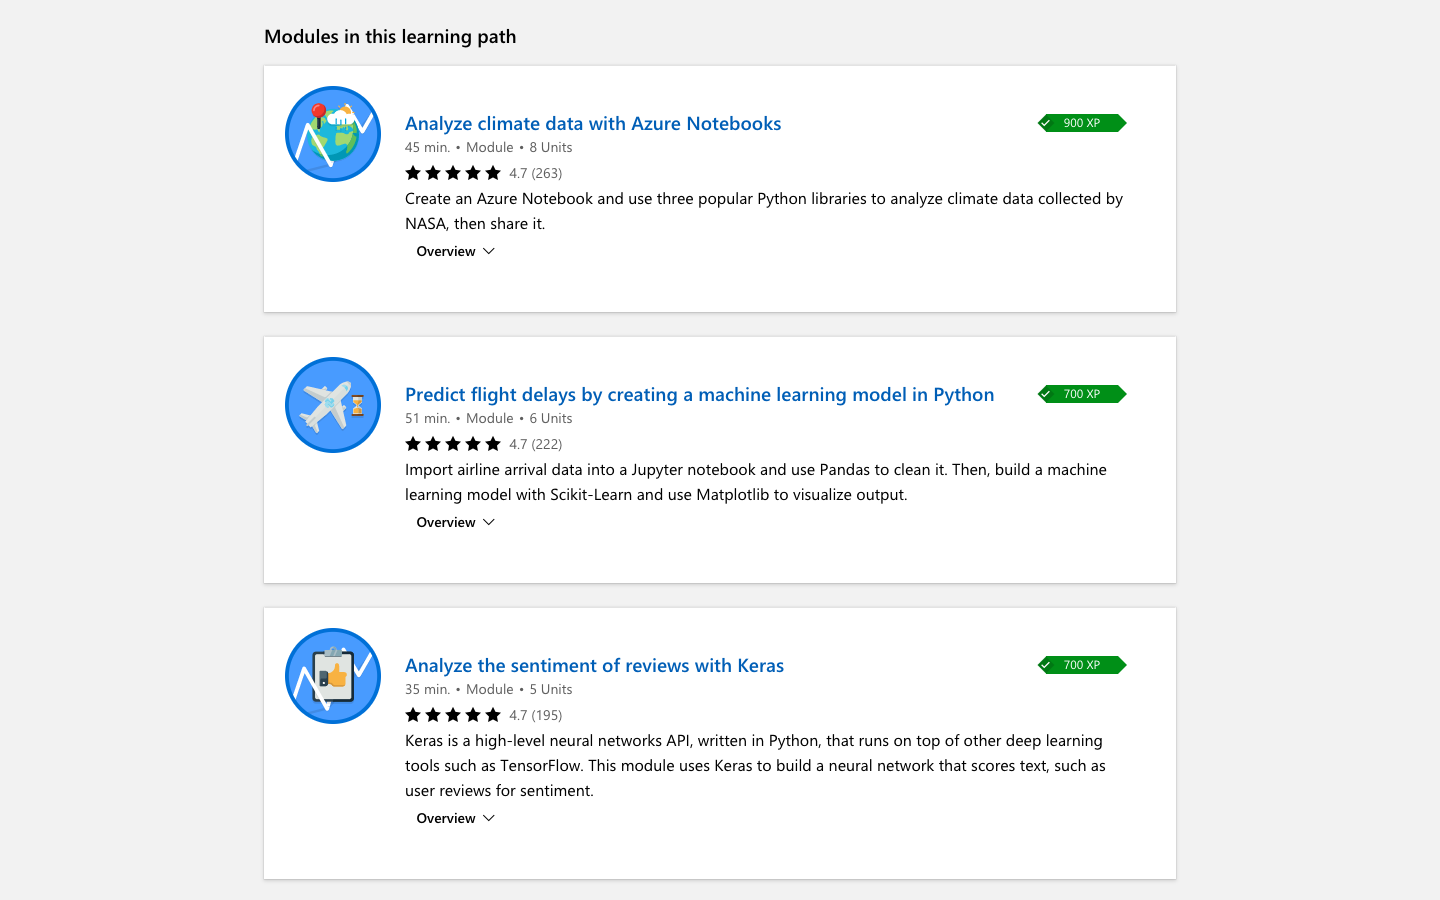 Modules in this learning path
Analyze climate data with Azure Notebooks
900 XP
45 min. • Module • 8 Units
4.7 (263)
Create an Azure Notebook and use three popular Python libraries to analyze climate data collected by
NASA, then share it.
Overview
Predict flight delays by creating a machine learning model in Python
700 XP
51 min. • Module • 6 Units
4.7 (222)
Import airline arrival data into a Jupyter notebook and use Pandas to clean it. Then, build a machine
learning model with Scikit-Learn and use Matplotlib to visualize output.
Overview
Analyze the sentiment of reviews with Keras
700 XP
35 min. • Module • 5 Units
4.7 (195)
Keras is a high-level neural networks API, written in Python, that runs on top of other deep learning
tools such as TensorFlow. This module uses Keras to build a neural network that scores text, such as
user reviews for sentiment.
Overview